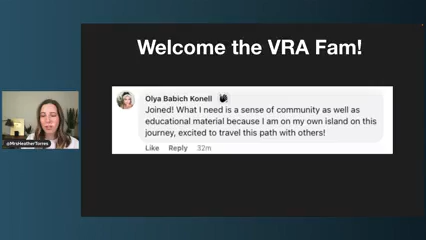 Welcome the VRA Fam!
Olya Babich Konell
Joined! What I need is a sense of community as well as
educational material because I am on my own island on this
journey, excited to travel this path with others!
Like Reply 32m
@MrsHeatherTorres